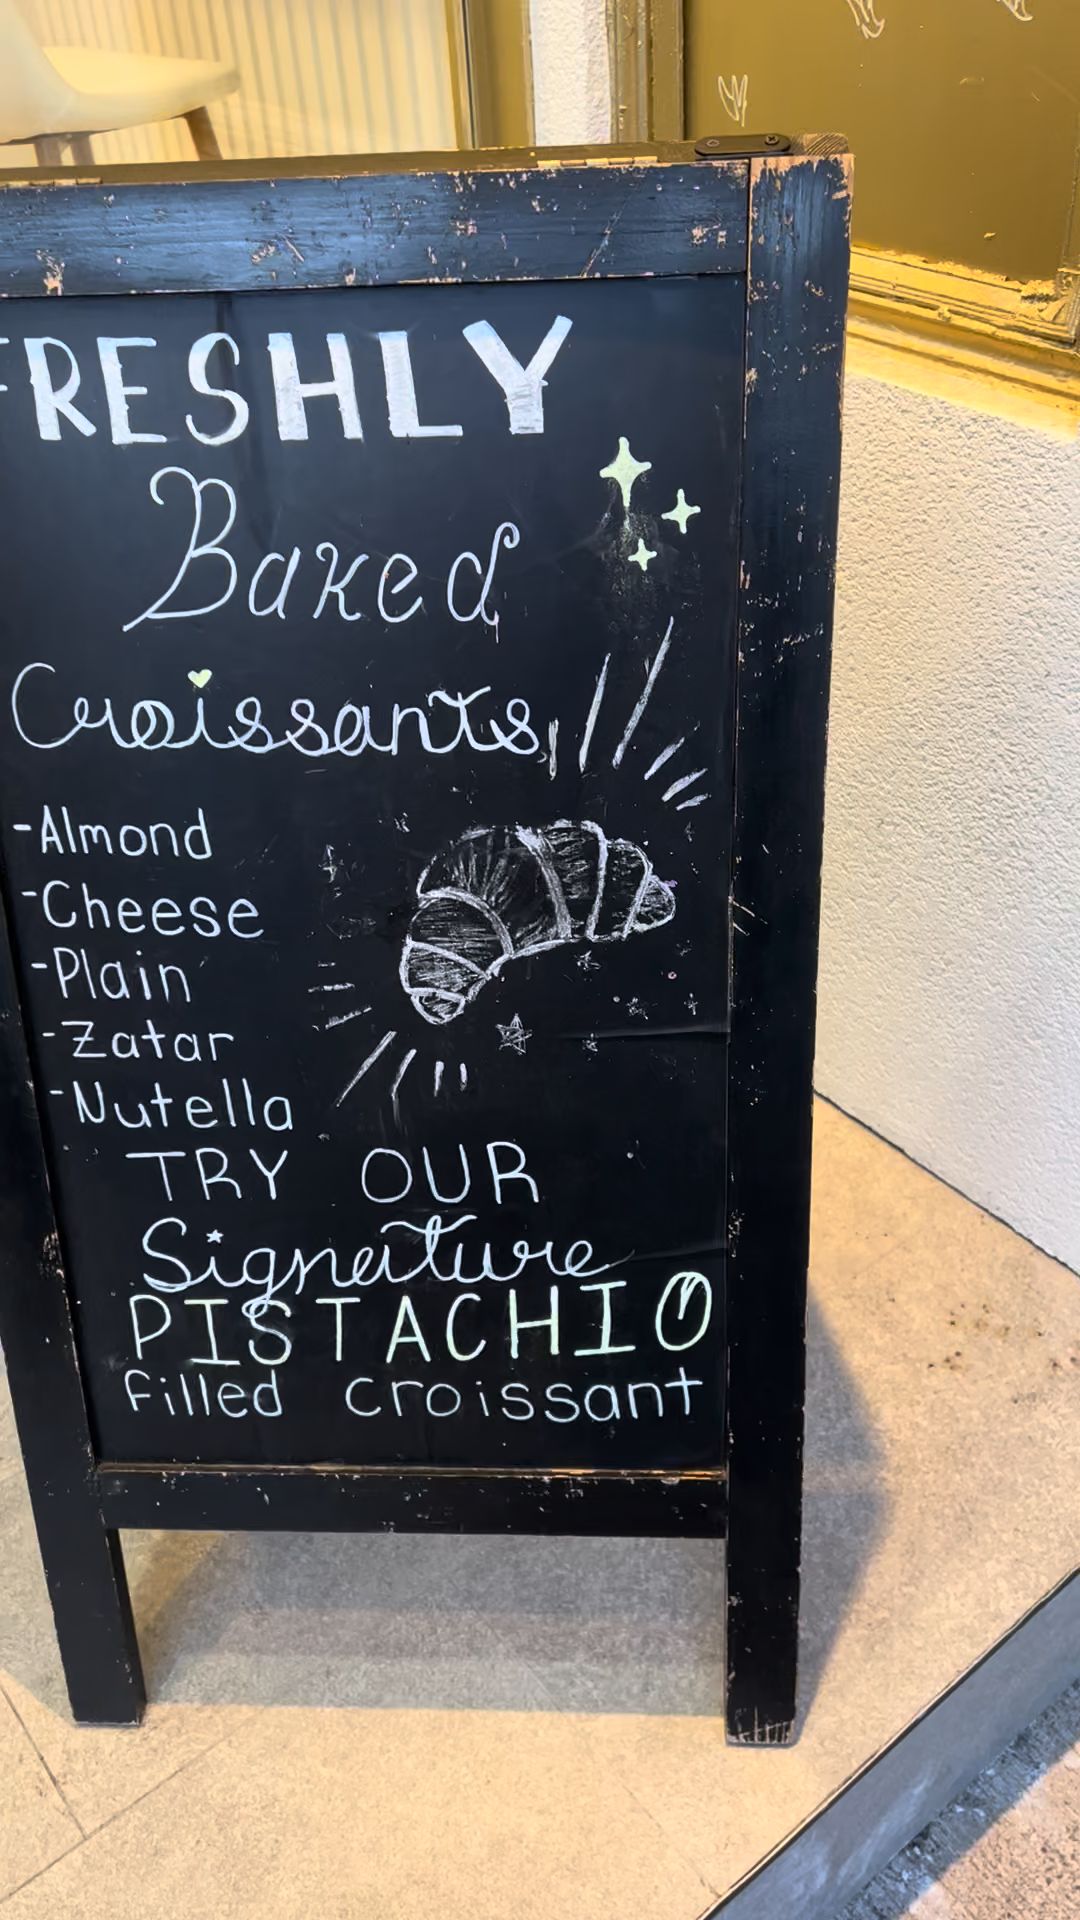 FRESHLY
Baked
Croissants
-Almond
-Cheese
-Plain
-Zatar
-Nutella
TRY OUR
Signature
PISTACHIO
filled croissant